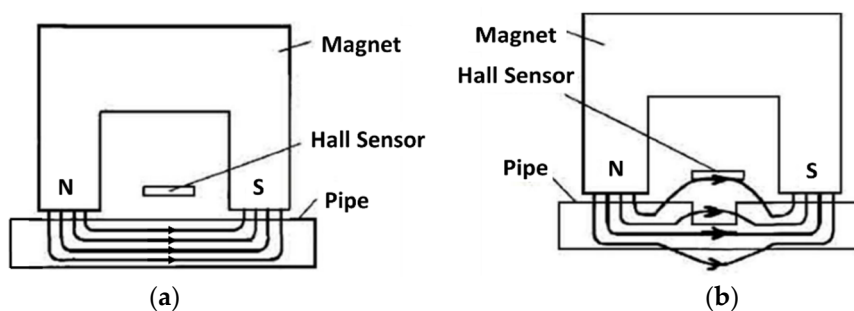 Magnet
Hall Sensor
N
S
Pipe
(a)
Magnet
Hall Sensor
Pipe
N
S
(b)